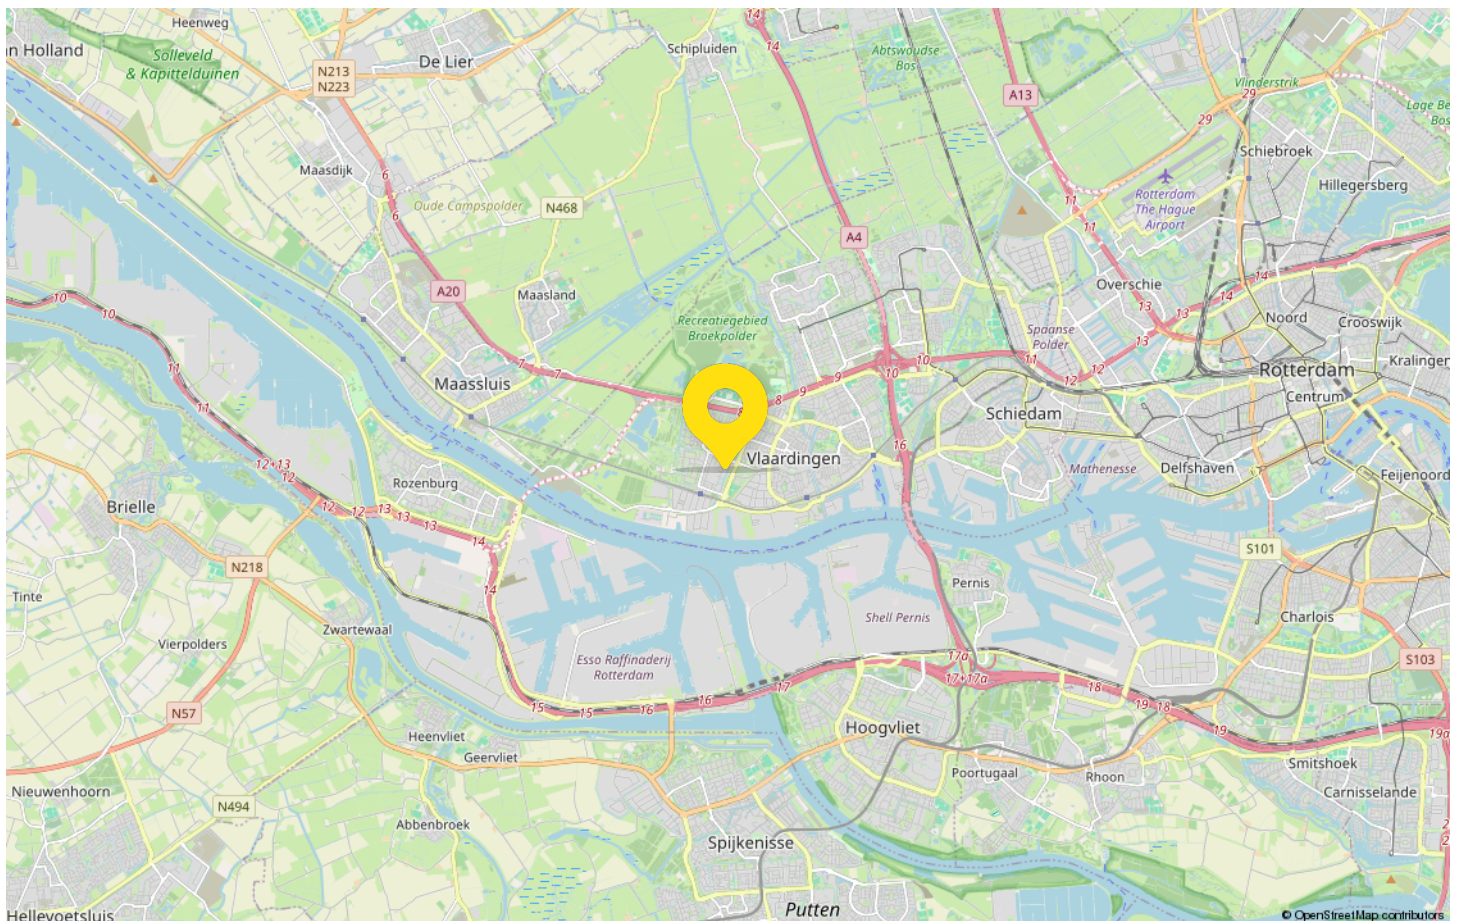 Heenweg
n Holland
Solleveld
& Kapittelduinen
De Lier
N213
N223
Schipluiden
14
14
Abtswoudse
Bos
A13
Vlinderstrik
29
29
Lage Be
Bos
Schiebroek
Hillegersberg
Maasdijk
6
6
Oude Campspolder
N468
11
11
Rotterdam
The Hague
Airport
A4
A20
Maasland
Overschie
14
14
13
13
13
Noord
Crooswijk
Spaanse
Polder
Recreatiegebied
Broekpolder
10
10
11
11
7
7
Maassluis
8
8
9
9
10
10
11
12
12
Rotterdam
Kralingen
Centrum
Schiedam
16
Vlaardingen
Mathenesse
Delfshaven
Feijenoord
12+13
12
12
12
13
13
13
14
14
Rozenburg
Brielle
N218
S101
Tinte
Pernis
Shell Pernis
Charlois
Zwartewaal
Vierpolders
Esso Raffinaderij
Rotterdam
17a
17+17a
S103
N57
15
15
16
16
17
18
18
19
19
19a
Hoogvliet
Heenvliet
Geervliet
Poortugaal
Rhoon
Smitshoek
Carnisselande
Nieuwenhoorn
N494
Abbenbroek
Spijkenisse
Putten
Hellevoetsluis
© OpenStreetMap contributors